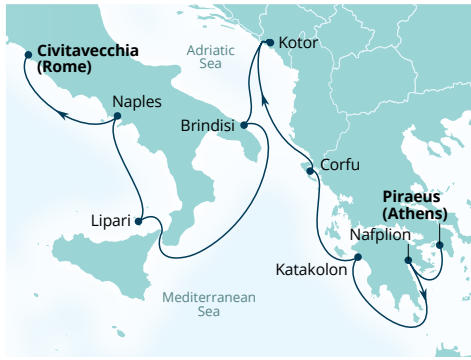 Civitavecchia
(Rome)
Adriatic
Sea
Kotor
Naples
Brindisi
Corfu
Piraeus
(Athens)
Lipari
Nafplion
Katakolon
Mediterranean
Sea